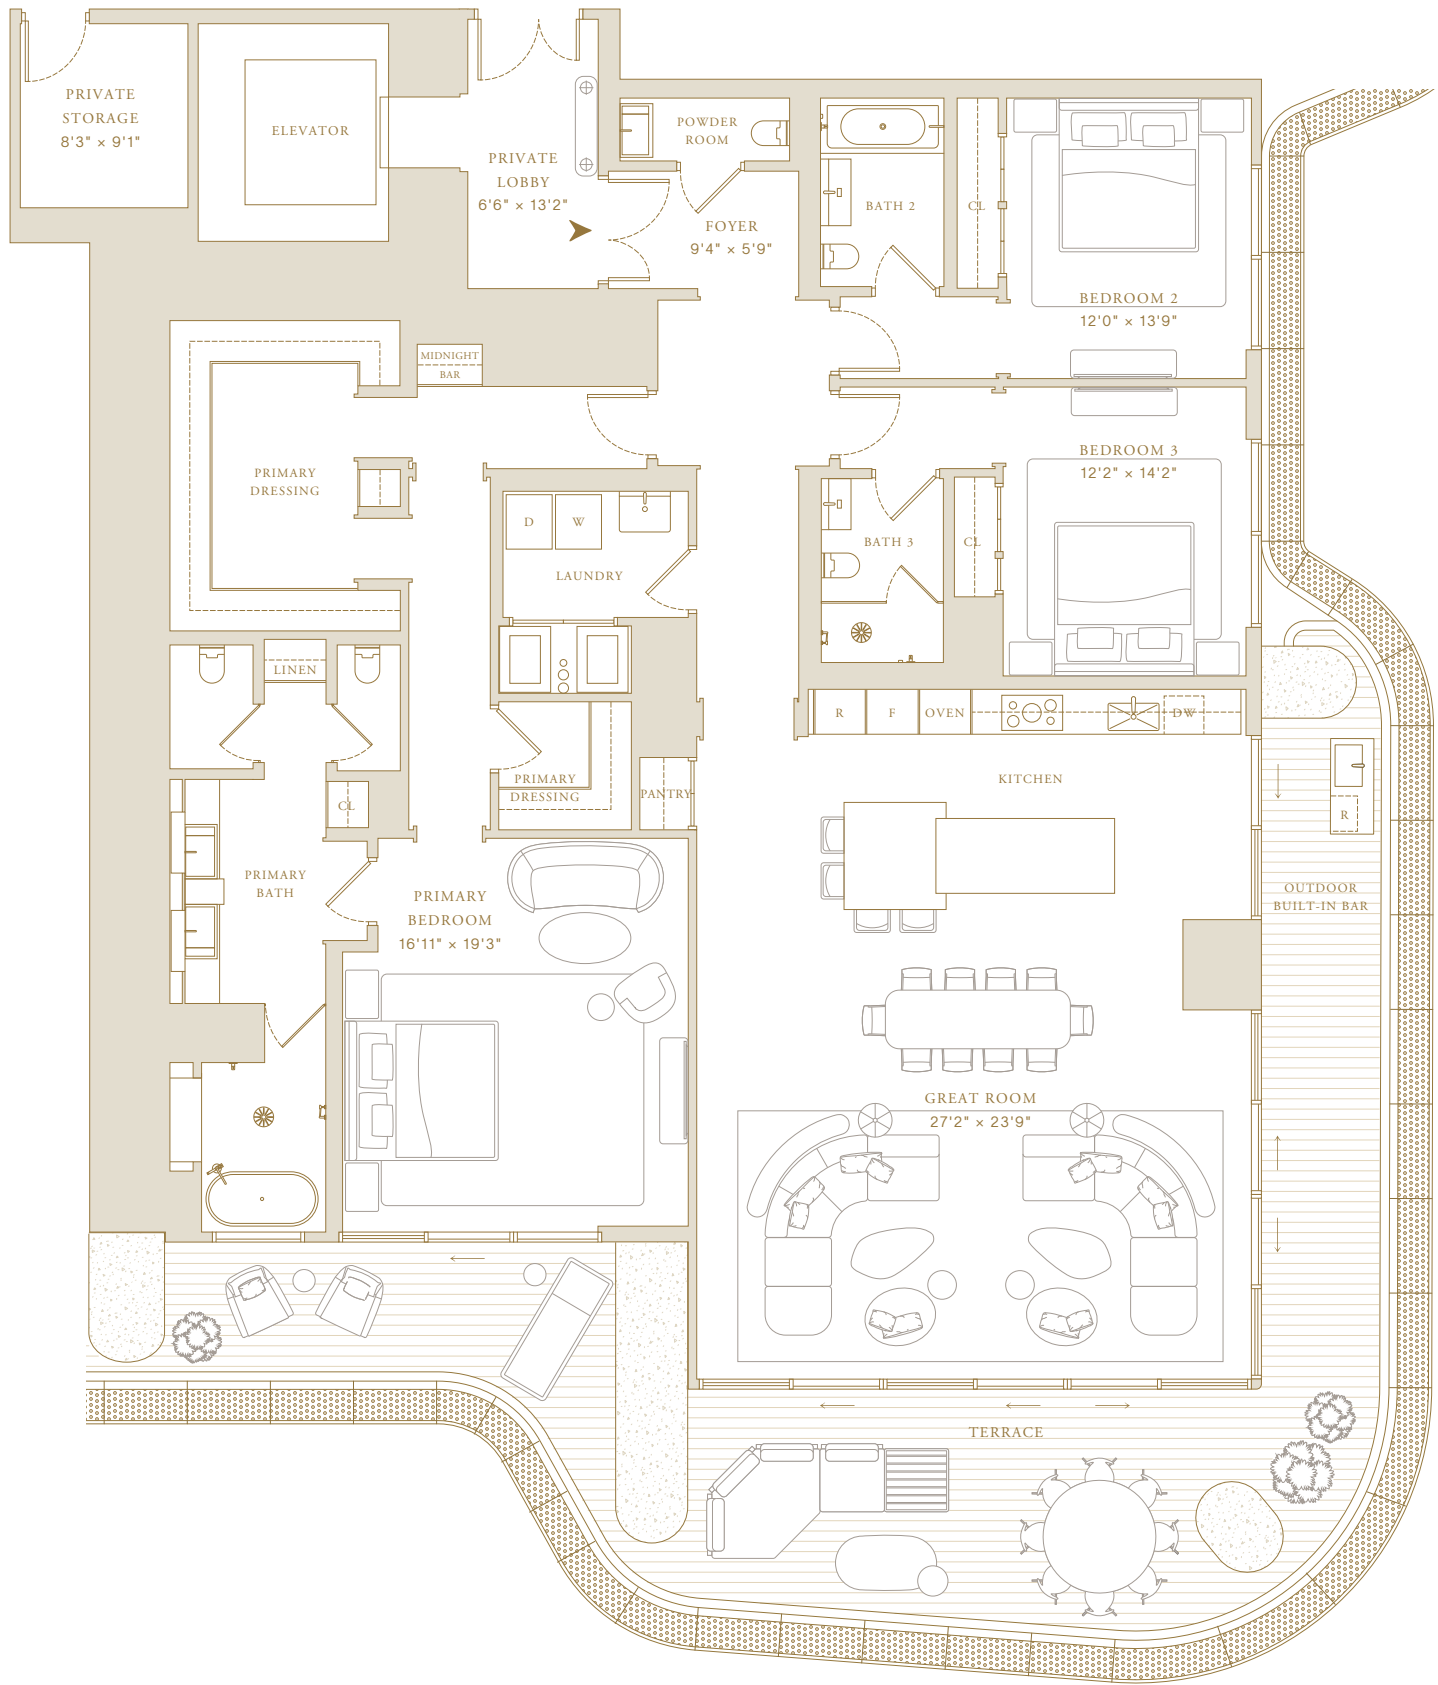 PRIVATE
STORAGE
8'3" × 9'1"
ELEVATOR
PRIVATE
LOBBY
6'6" × 13'2"
POWDER
ROOM
FOYER
9'4" × 5'9"
BATH 2
CL
BEDROOM 2
12'0" × 13'9"
MIDNIGHT
BAR
PRIMARY
DRESSING
BEDROOM 3
12'2" × 14'2"
D
W
LAUNDRY
BATH 3
CL
LINEN
R
F
OVEN
DW
PRIMARY
DRESSING
PANTRY
KITCHEN
CL
R
PRIMARY
BATH
PRIMARY
BEDROOM
16'11" × 19'3"
OUTDOOR
BUILT-IN BAR
GREAT ROOM
27'2" × 23'9"
TERRACE